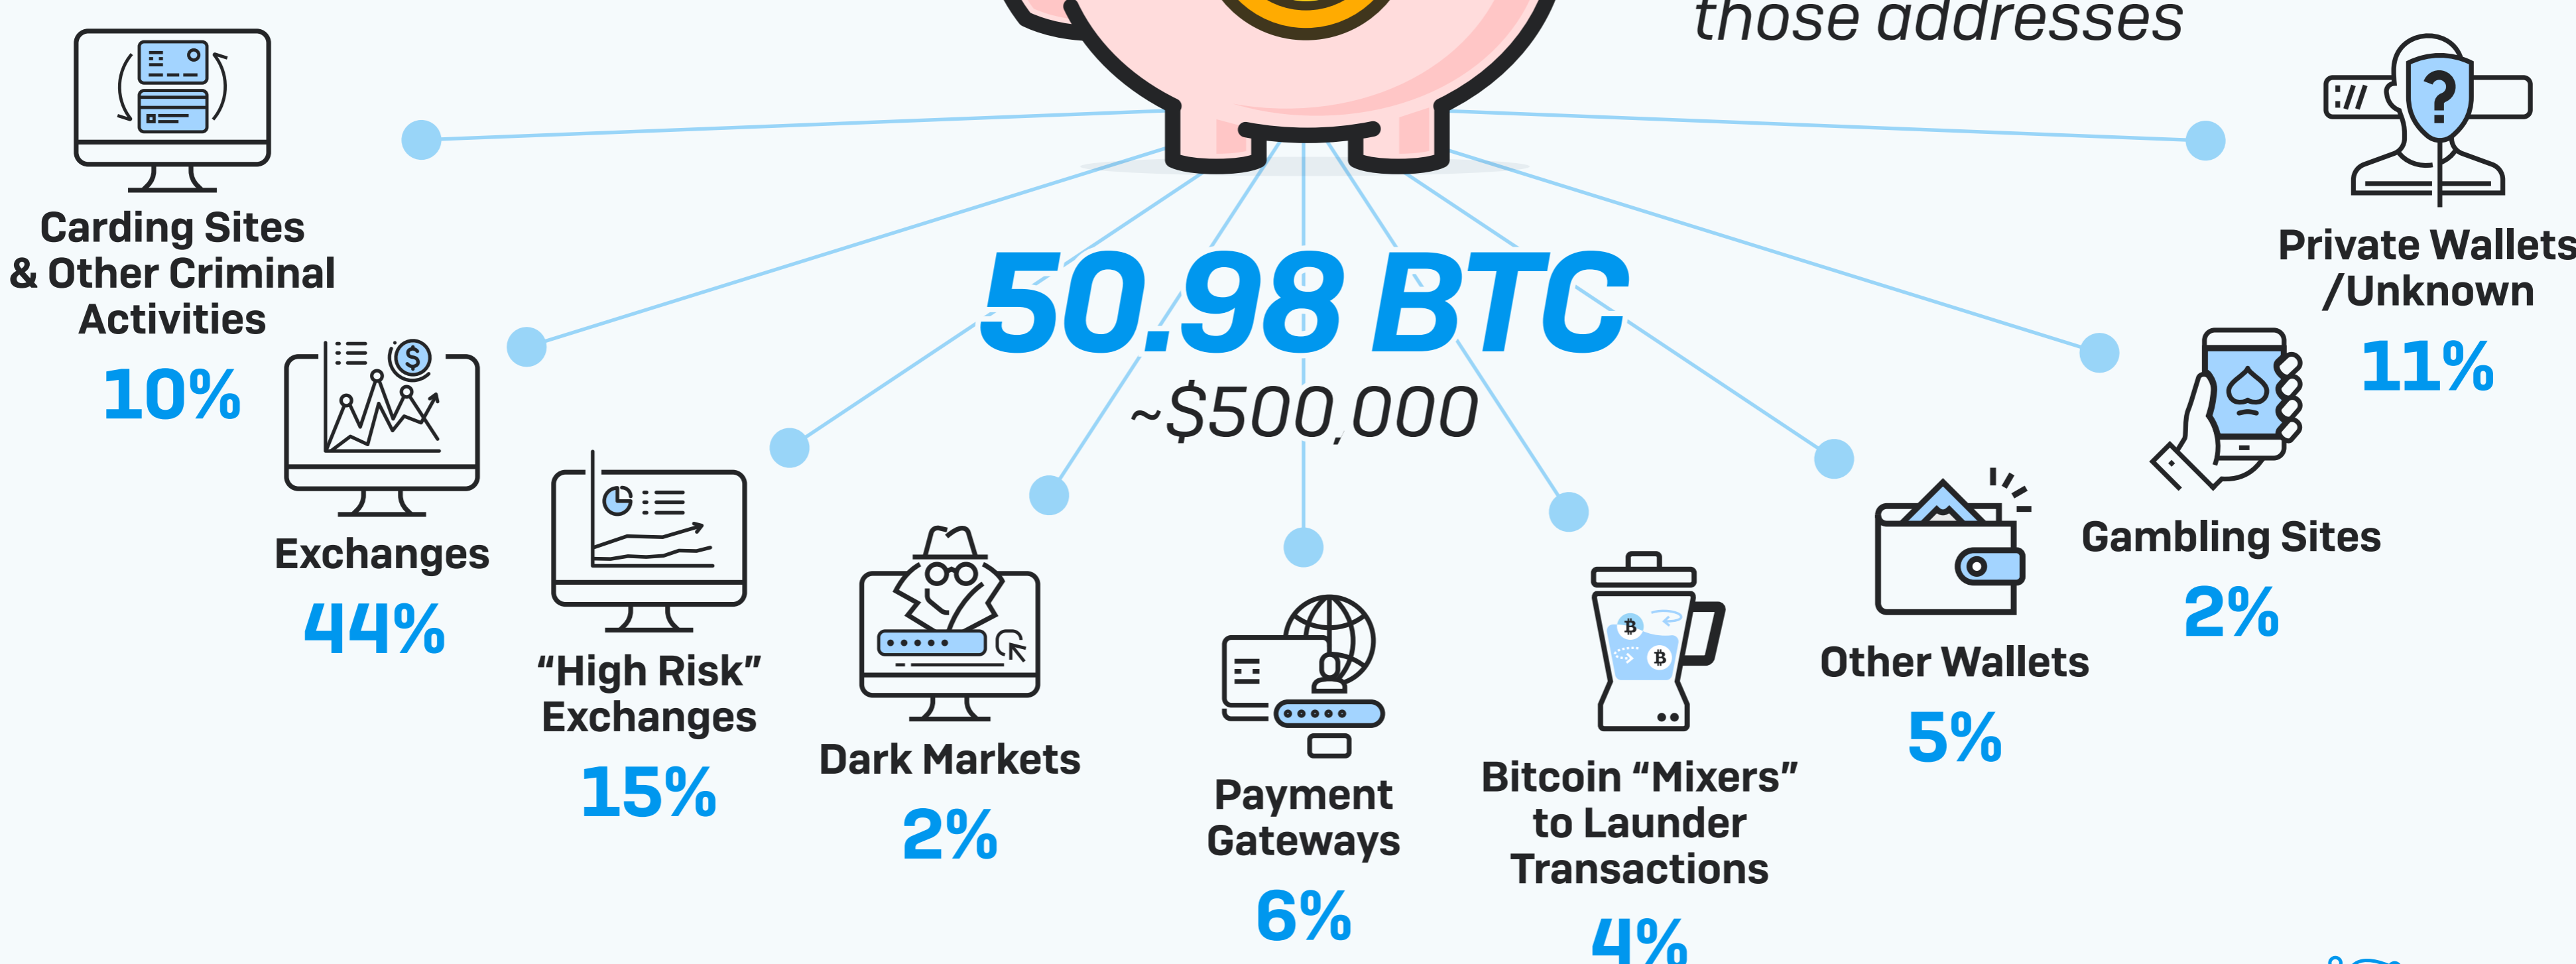 those addresses
50.98 BTC
~$500,000
Carding Sites
& Other Criminal
Activities
10%
Exchanges
44%
“High Risk”
Exchanges
15%
Dark Markets
2%
Payment
Gateways
6%
Bitcoin “Mixers”
to Launder
Transactions
4%
Other Wallets
5%
Gambling Sites
2%
Private Wallets
/Unknown
11%